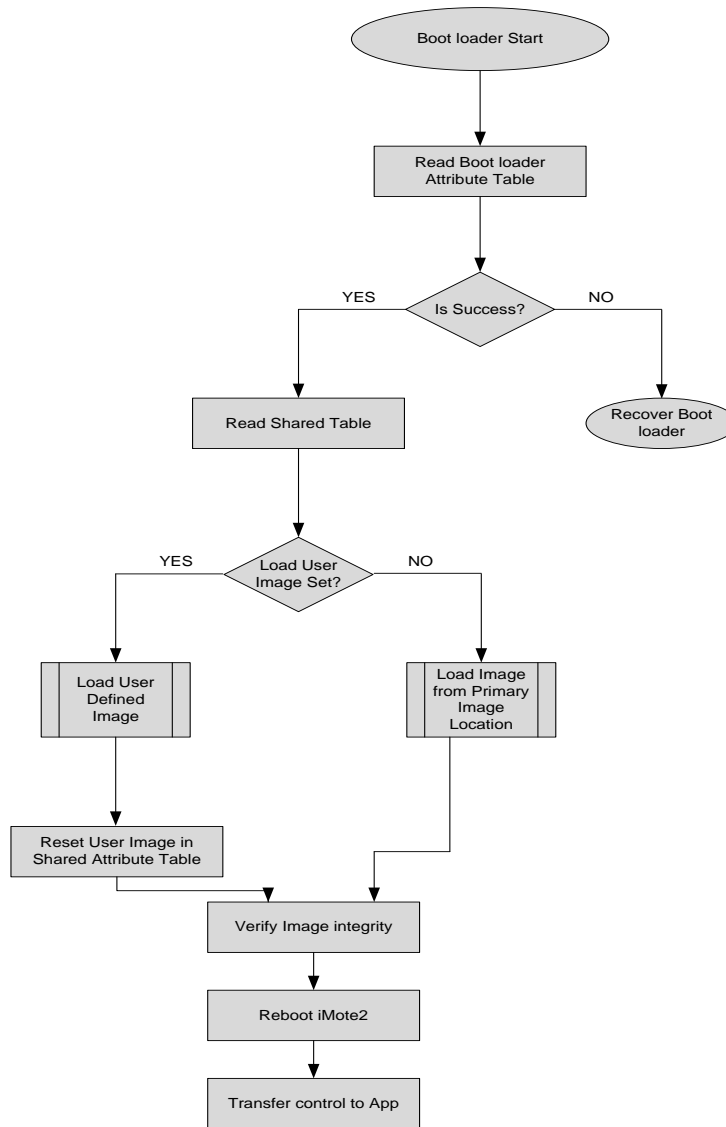 Boot loader Start
Read Boot loader
Attribute Table
Is Success?
YES
NO
Read Shared Table
Recover Boot
loader
Load User
Image Set?
YES
NO
Load User
Defined
Image
Load Image
from Primary
Image
Location
Reset User Image in
Shared Attribute Table
Verify Image integrity
Reboot iMote2
Transfer control to App